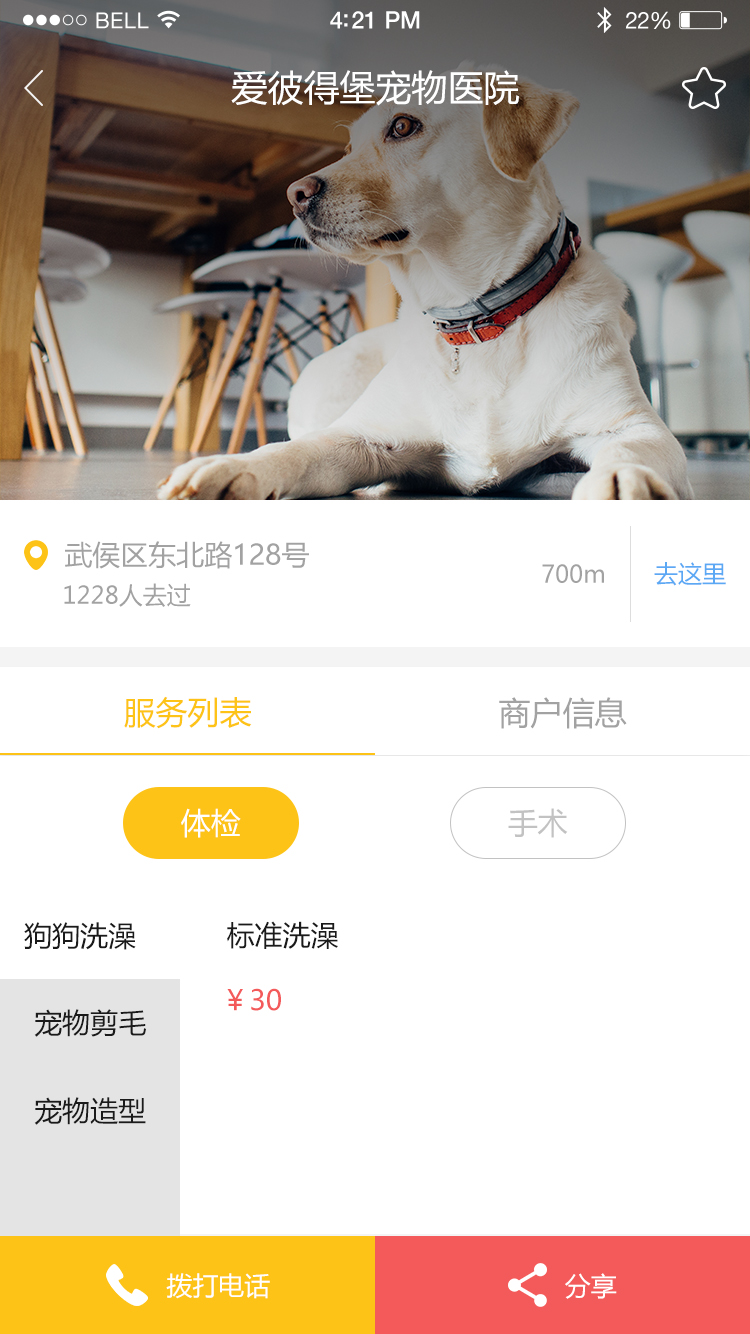 BELL 4:21 PM 22%
爱彼得堡宠物医院
武侯区东北路128号
1228人去过
700m
去这里
服务列表 商户信息
体检 手术
狗狗洗澡 标准洗澡
¥ 30
宠物剪毛
宠物造型
拨打电话 分享